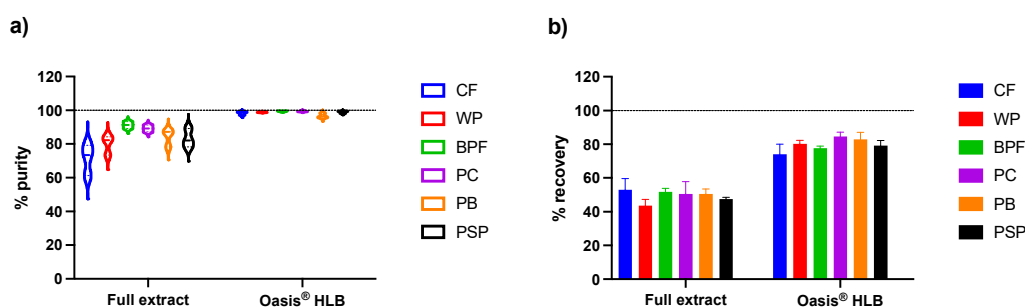 a)
% purity
120
100
80
60
40
20
0
Full extract
Oasis® HLB
CF
WP
BPF
PC
PB
PSP
b)
% recovery
120
100
80
60
40
20
0
Full extract
Oasis® HLB
CF
WP
BPF
PC
PB
PSP